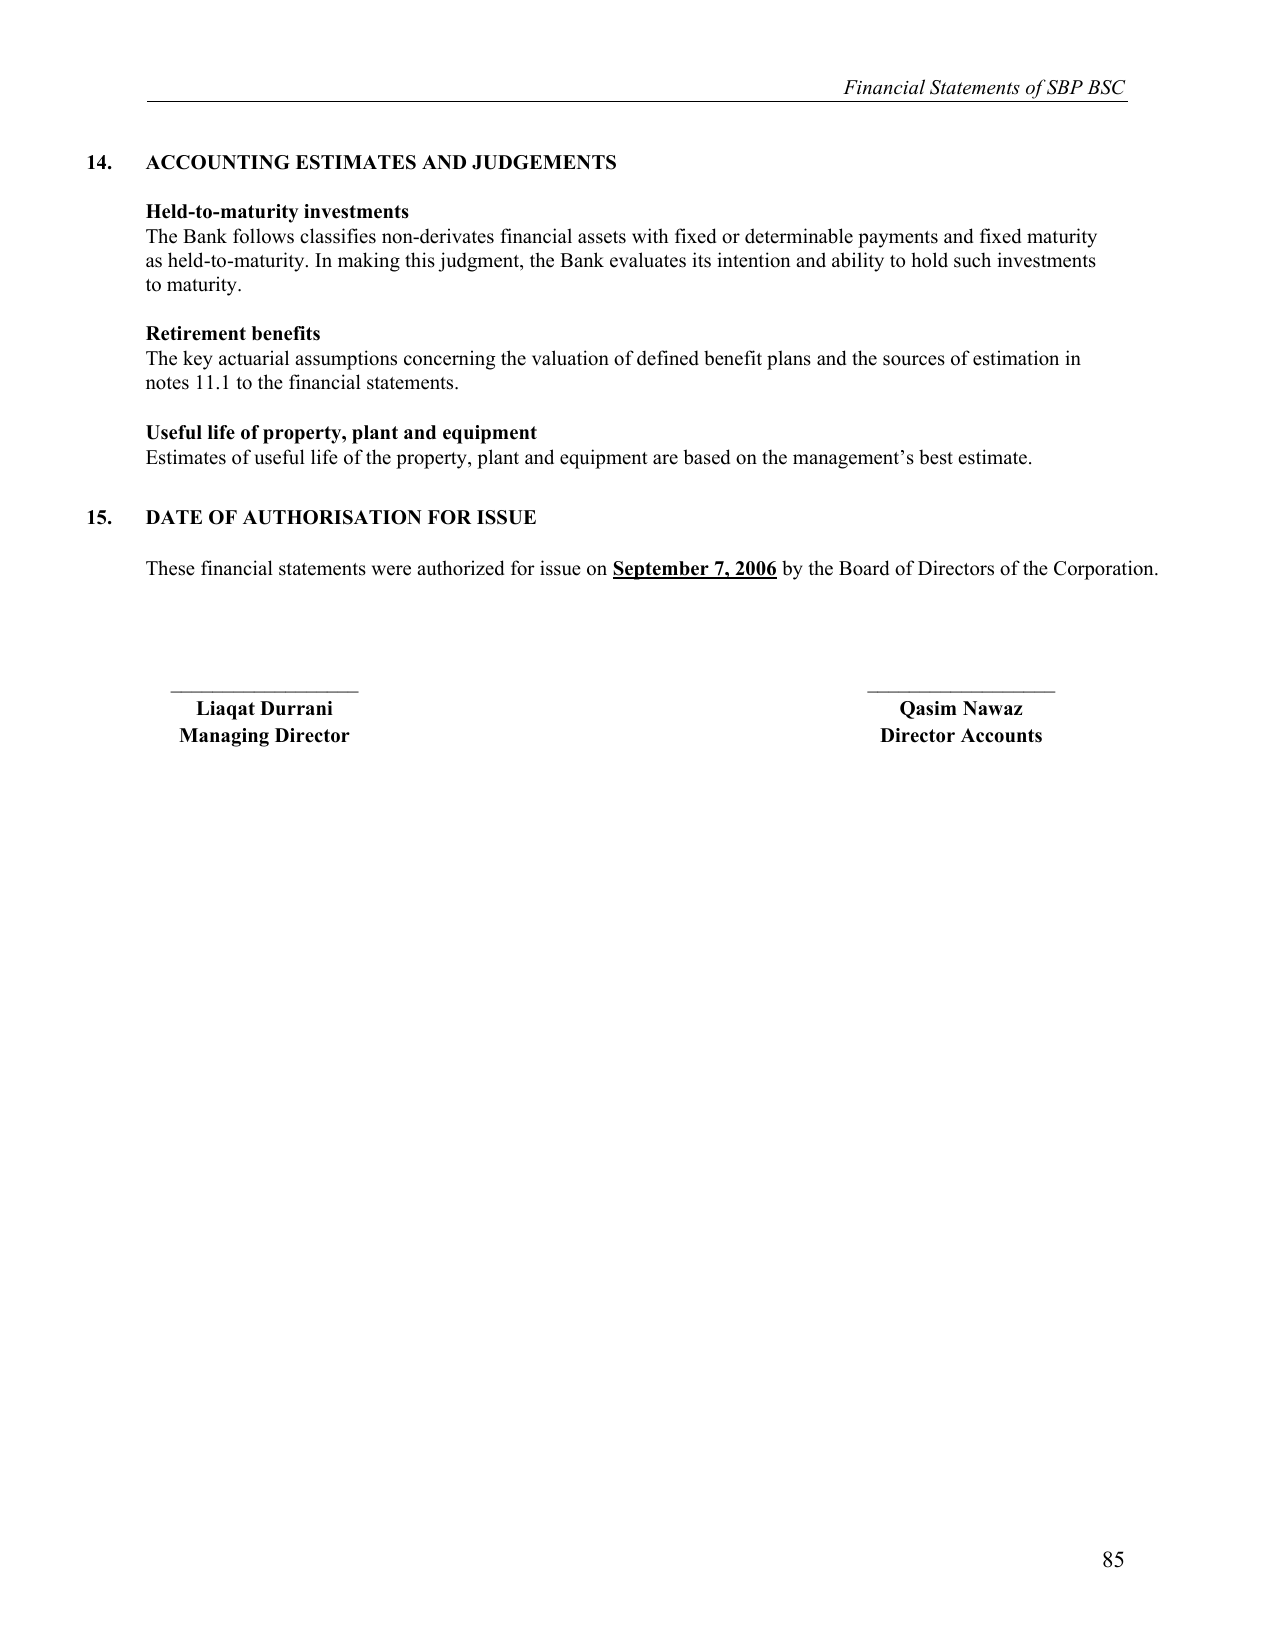 Financial Statements of SBP BSC
14. ACCOUNTING ESTIMATES AND JUDGEMENTS
Held-to-maturity investments
The Bank follows classifies non-derivates financial assets with fixed or determinable payments and fixed maturity
as held-to-maturity. In making this judgment, the Bank evaluates its intention and ability to hold such investments
to maturity.
Retirement benefits
The key actuarial assumptions concerning the valuation of defined benefit plans and the sources of estimation in
notes 11.1 to the financial statements.
Useful life of property, plant and equipment
Estimates of useful life of the property, plant and equipment are based on the management’s best estimate.
15. DATE OF AUTHORISATION FOR ISSUE
These financial statements were authorized for issue on September 7, 2006 by the Board of Directors of the Corporation.
Liaqat Durrani
Managing Director
Qasim Nawaz
Director Accounts
85